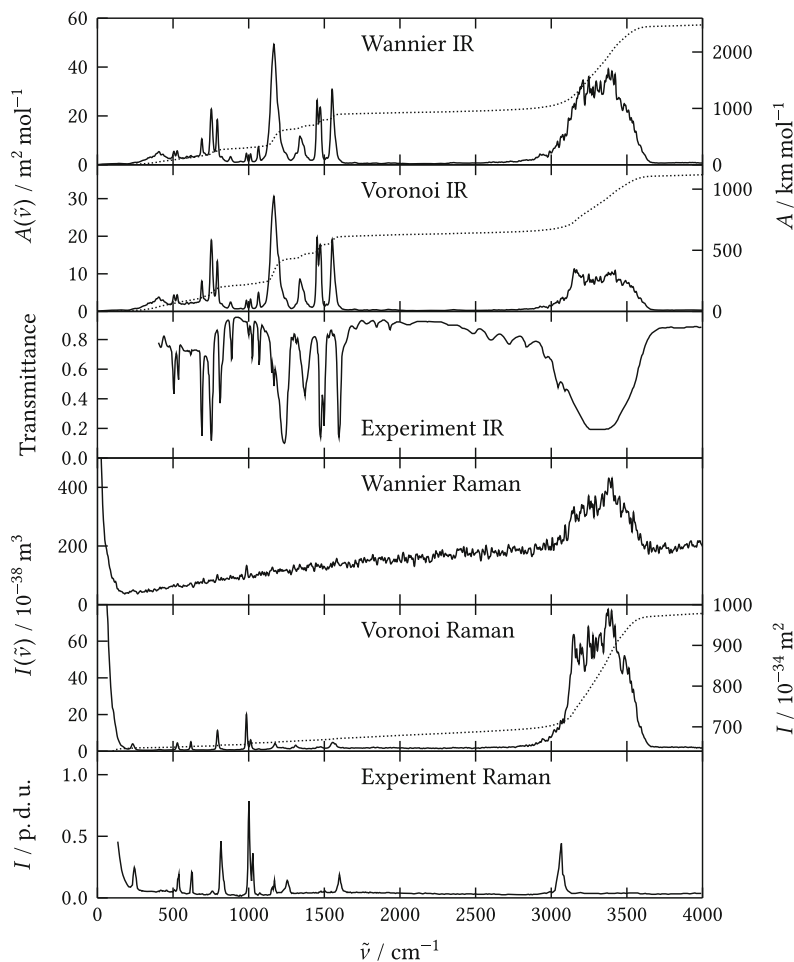 60
40
20
0
Wannier IR
2000
1000
0
A(ν̃) / m² mol⁻¹
A / km mol⁻¹
30
20
10
0
Voronoi IR
1000
500
0
Transmittance
0.8
0.6
0.4
0.2
0.0
Experiment IR
400
200
0
Wannier Raman
I(ν̃) / 10⁻³⁸ m³
60
40
20
0
Voronoi Raman
1000
900
800
700
I / 10⁻³⁴ m²
I / p. d. u.
1.0
0.5
0.0
Experiment Raman
0 500 1000 1500 2000 2500 3000 3500 4000
ν̃ / cm⁻¹